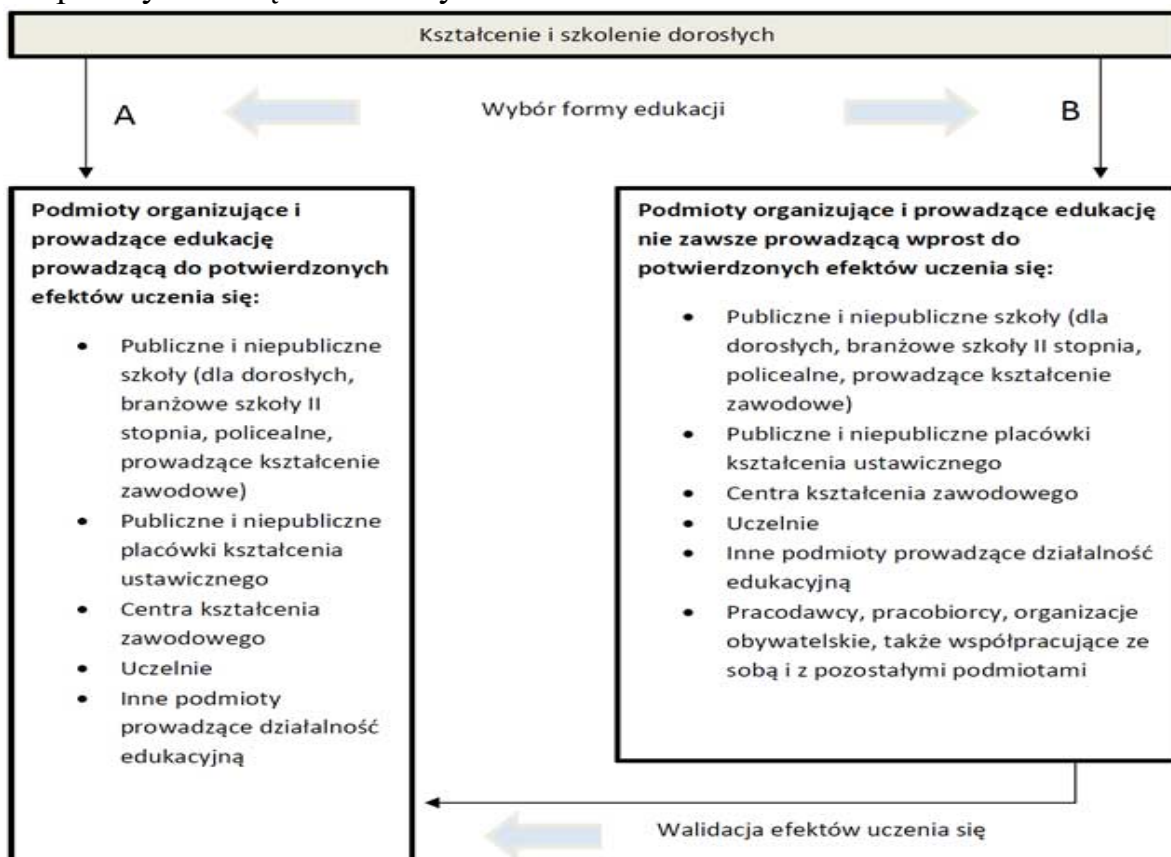 Kształcenie i szkolenie dorosłych
A
Wybór formy edukacji
B
Podmioty organizujące i
prowadzące edukację
prowadzącą do potwierdzonych
efektów uczenia się:
• Publiczne i niepubliczne
szkoły (dla dorosłych,
branżowe szkoły II
stopnia, policealne,
prowadzące kształcenie
zawodowe)
• Publiczne i niepubliczne
placówki kształcenia
ustawicznego
• Centra kształcenia
zawodowego
• Uczelnie
• Inne podmioty
prowadzące działalność
edukacyjną
Podmioty organizujące i prowadzące edukację
nie zawsze prowadzącą wprost do
potwierdzonych efektów uczenia się:
• Publiczne i niepubliczne szkoły (dla
dorosłych, branżowe szkoły II stopnia,
policealne, prowadzące kształcenie
zawodowe)
• Publiczne i niepubliczne placówki
kształcenia ustawicznego
• Centra kształcenia zawodowego
• Uczelnie
• Inne podmioty prowadzące działalność
edukacyjną
• Pracodawcy, pracobiorcy, organizacje
obywatelskie, także współpracujące ze
sobą i z pozostałymi podmiotami
Walidacja efektów uczenia się